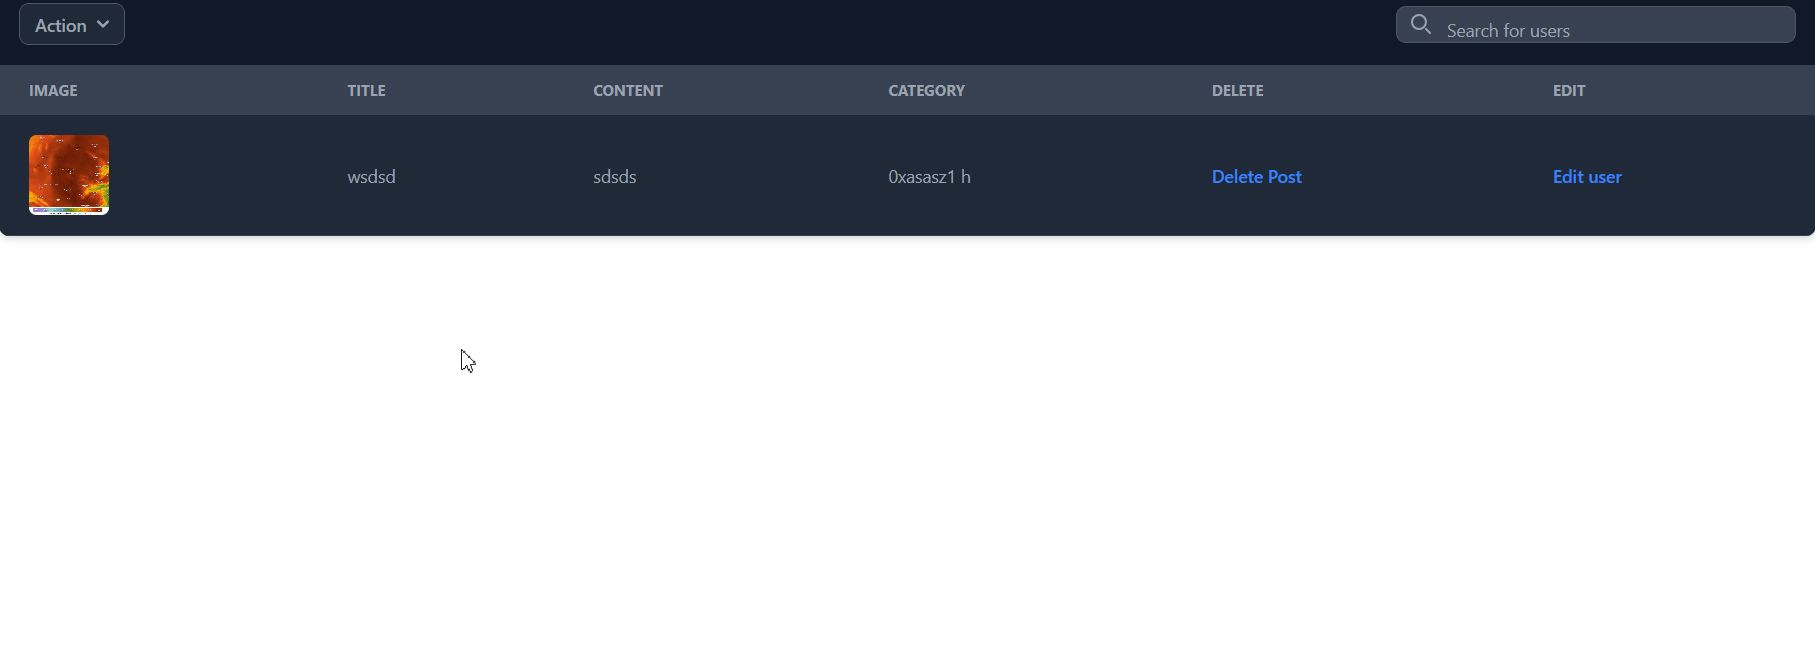 Action
Search for users
IMAGE TITLE CONTENT CATEGORY DELETE EDIT
wsdsd sdsds 0xasasz1 h Delete Post Edit user